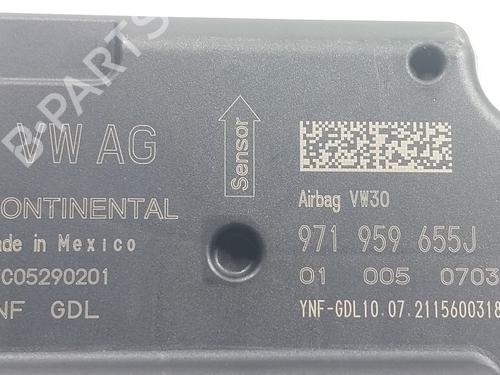 VW AG
CONTINENTAL
Made in Mexico
C05290201
NF GDL
Sensor
Airbag VW30
971 959 655J
01 005 0703
YNF-GDL10.07.2115600318
B-PARTS